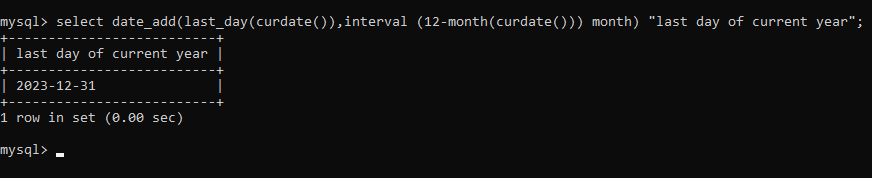 mysql> select date_add(last_day(curdate()),interval (12-month(curdate())) month) "last day of current year";
+--------------------------+
| last day of current year |
+--------------------------+
| 2023-12-31               |
+--------------------------+
1 row in set (0.00 sec)
mysql>